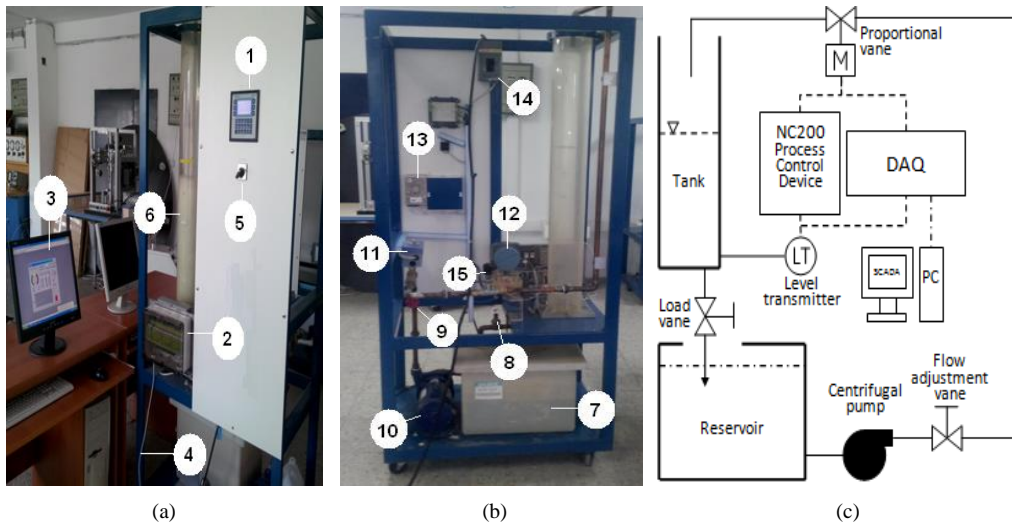 1
2
3
4
5
6
7
8
9
10
11
12
13
14
15
Proportional
vane
M
NC200
Process
Control
Device
DAQ
Tank
LT
Level
transmitter
SCADA
PC
Load
vane
Flow
adjustment
vane
Centrifugal
pump
Reservoir
(a)
(b)
(c)